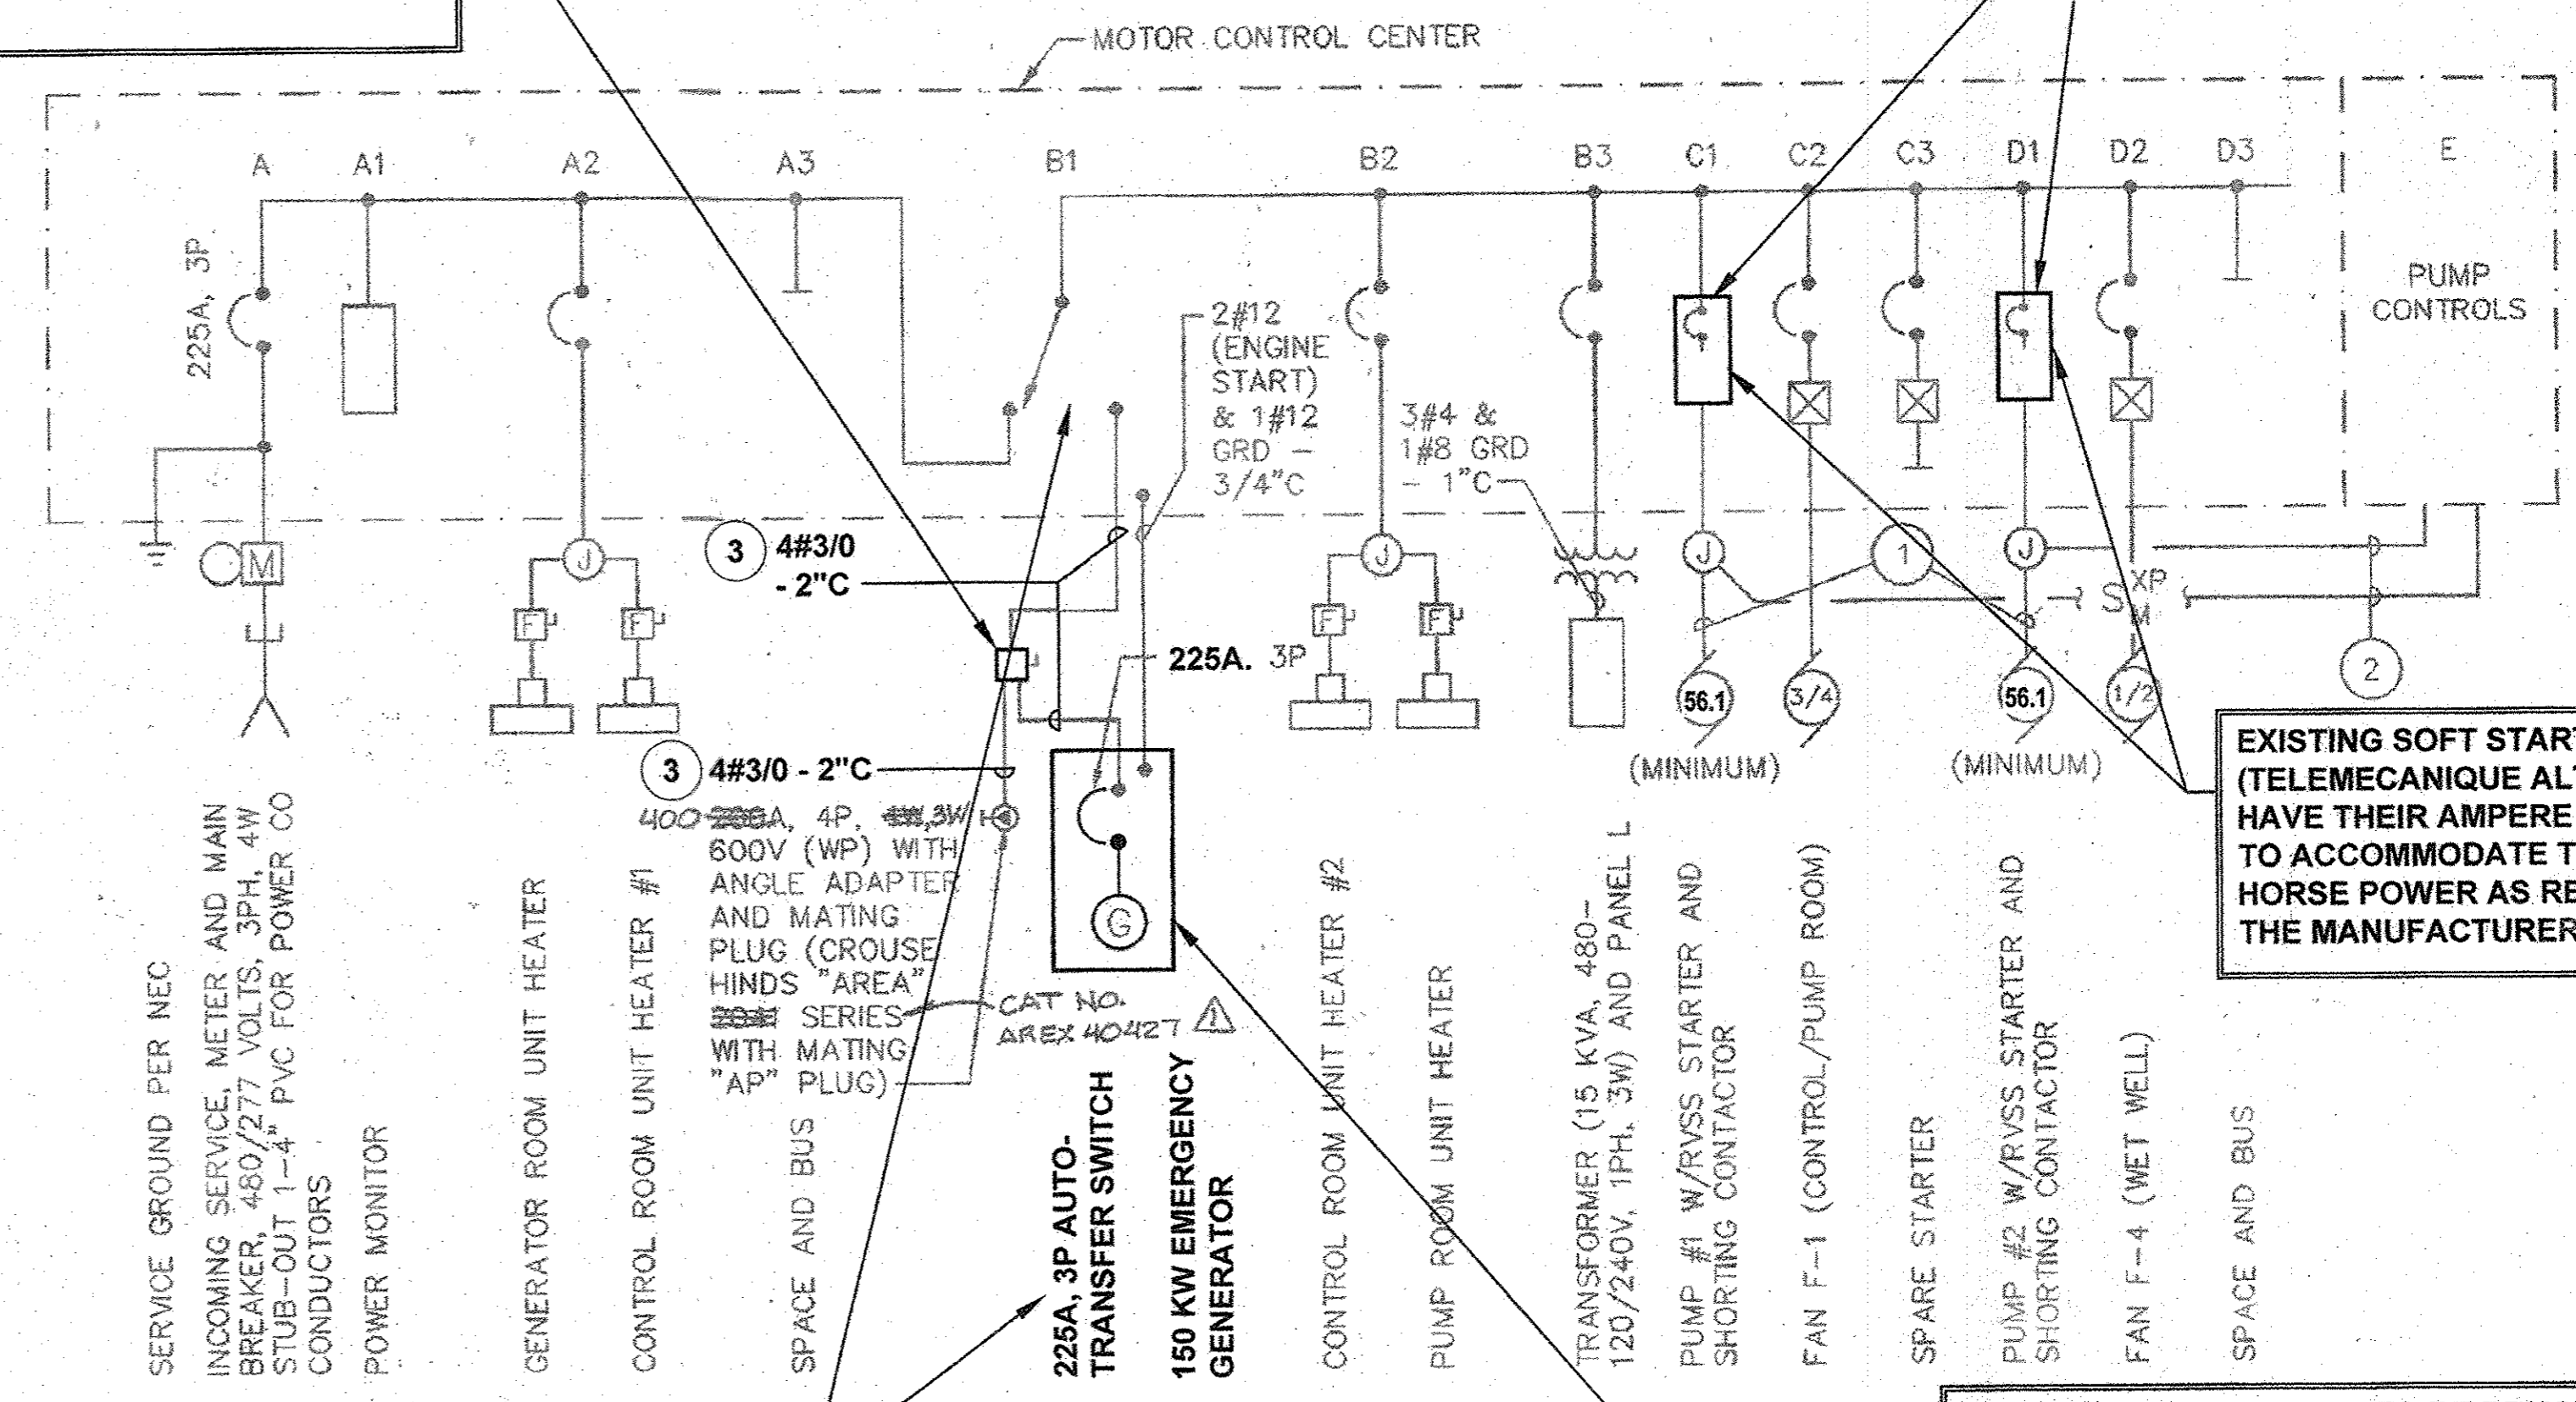 MOTOR CONTROL CENTER
A
A1
A2
A3
B1
B2
B3
C1
C2
C3
D1
D2
D3
E
225A, 3P
PUMP
CONTROLS
2#12
(ENGINE
START)
& 1#12
GRD -
3/4"C
3#4 &
1#8 GRD
- 1"C
3
4#3/0
- 2"C
M
J
J
J
J
1
S
XP
M
F
F
F
F
225A. 3P
56.1
3/4
56.1
1/2
2
(MINIMUM)
(MINIMUM)
3
4#3/0 - 2"C
400 A, 4P, 3W
600V (WP) WITH
ANGLE ADAPTER
AND MATING
PLUG (CROUSE
HINDS "AREA"
SERIES
WITH MATING
"AP" PLUG)
CAT NO.
AREX 40427
1
G
EXISTING SOFT START
(TELEMECANIQUE AL
HAVE THEIR AMPERE
TO ACCOMMODATE T
HORSE POWER AS RE
THE MANUFACTURER
SERVICE GROUND PER NEC
INCOMING SERVICE, METER AND MAIN
BREAKER, 480/277 VOLTS, 3PH, 4W
STUB-OUT 1-4" PVC FOR POWER CO
CONDUCTORS
POWER MONITOR
GENERATOR ROOM UNIT HEATER
CONTROL ROOM UNIT HEATER #1
SPACE AND BUS
225A, 3P AUTO-
TRANSFER SWITCH
150 KW EMERGENCY
GENERATOR
CONTROL ROOM UNIT HEATER #2
PUMP ROOM UNIT HEATER
TRANSFORMER (15 KVA, 480-
120/240V, 1PH, 3W) AND PANEL L
PUMP #1 W/RVSS STARTER AND
SHORTING CONTACTOR
FAN F-1 (CONTROL/PUMP ROOM)
SPARE STARTER
PUMP #2 W/RVSS STARTER AND
SHORTING CONTACTOR
FAN F-4 (WET WELL)
SPACE AND BUS